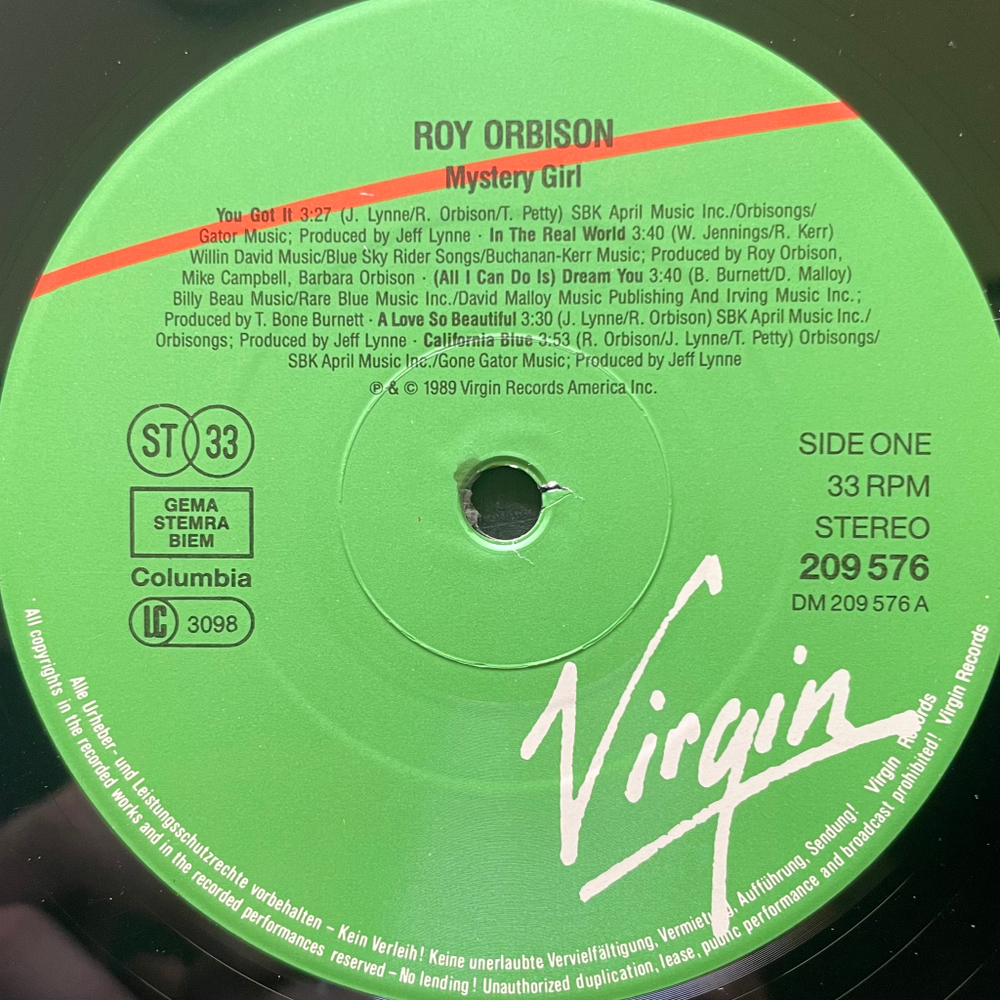 ROY ORBISON
Mystery Girl
You Got It 3:27 (J. Lynne/R. Orbison/T. Petty) SBK April Music Inc./Orbisongs/
Gator Music; Produced by Jeff Lynne · In The Real World 3:40 (W. Jennings/R. Kerr)
Willin David Music/Blue Sky Rider Songs/Buchanan-Kerr Music; Produced by Roy Orbison,
Mike Campbell, Barbara Orbison · (All I Can Do Is) Dream You 3:40 (B. Burnett/D. Malloy)
Billy Beau Music/Rare Blue Music Inc./David Malloy Music Publishing And Irving Music Inc.;
Produced by T. Bone Burnett · A Love So Beautiful 3:30 (J. Lynne/R. Orbison) SBK April Music Inc./
Orbisongs; Produced by Jeff Lynne · California Blue 3:53 (R. Orbison/J. Lynne/T. Petty) Orbisongs/
SBK April Music Inc./Gone Gator Music; Produced by Jeff Lynne
℗ & © 1989 Virgin Records America Inc.
ST 33
GEMA
STEMRA
BIEM
Columbia
LC 3098
SIDE ONE
33 RPM
STEREO
209 576
DM 209 576 A
Virgin
Alle Urheber- und Leistungsschutzrechte vorbehalten – Kein Verleih! Keine unerlaubte Vervielfältigung, Vermietung, Aufführung, Sendung! Virgin Records
All copyrights in the recorded works and in the recorded performances reserved – No lending! Unauthorized duplication, lease, public performance and broadcast prohibited! Virgin Records